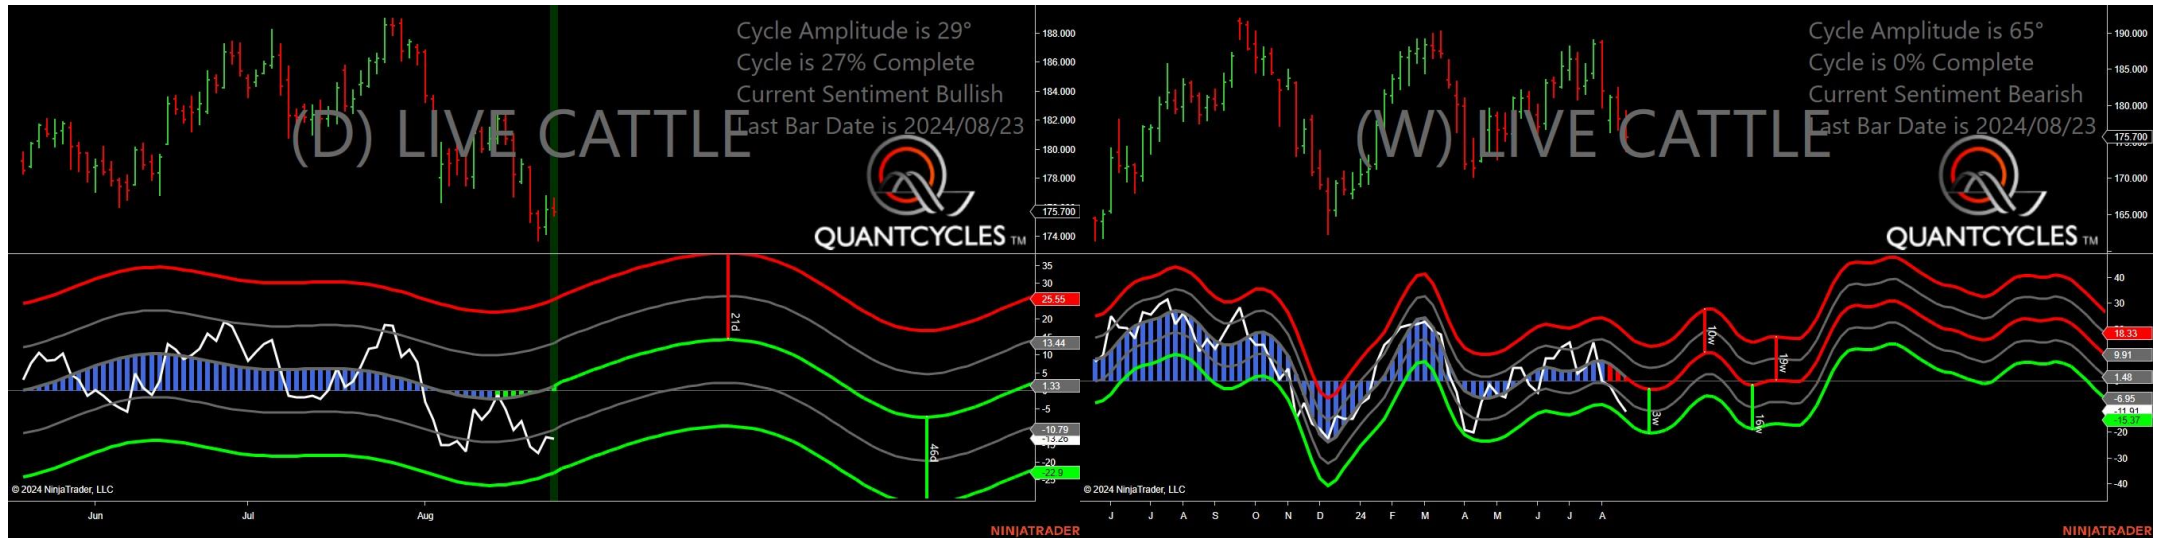 Cycle Amplitude is 29°
Cycle is 27% Complete
Current Sentiment Bullish
Last Bar Date is 2024/08/23
(D) LIVE CATTLE
QUANTCYCLES TM
188.000
186.000
184.000
182.000
180.000
178.000
175.700
174.000
35
30
25.55
20
13.44
10
5
1.33
-5
-10.79
-13.26
-20
-22.9
21d
46d
© 2024 NinjaTrader, LLC
Jun
Jul
Aug
NINJATRADER
Cycle Amplitude is 65°
Cycle is 0% Complete
Current Sentiment Bearish
Last Bar Date is 2024/08/23
(W) LIVE CATTLE
QUANTCYCLES TM
190.000
185.000
180.000
175.700
170.000
165.000
40
30
18.33
9.91
1.48
-6.95
-11.91
-15.37
-20
-30
-40
10w
19w
3w
16w
© 2024 NinjaTrader, LLC
J
J
A
S
O
N
D
24
F
M
A
M
J
J
A
NINJATRADER